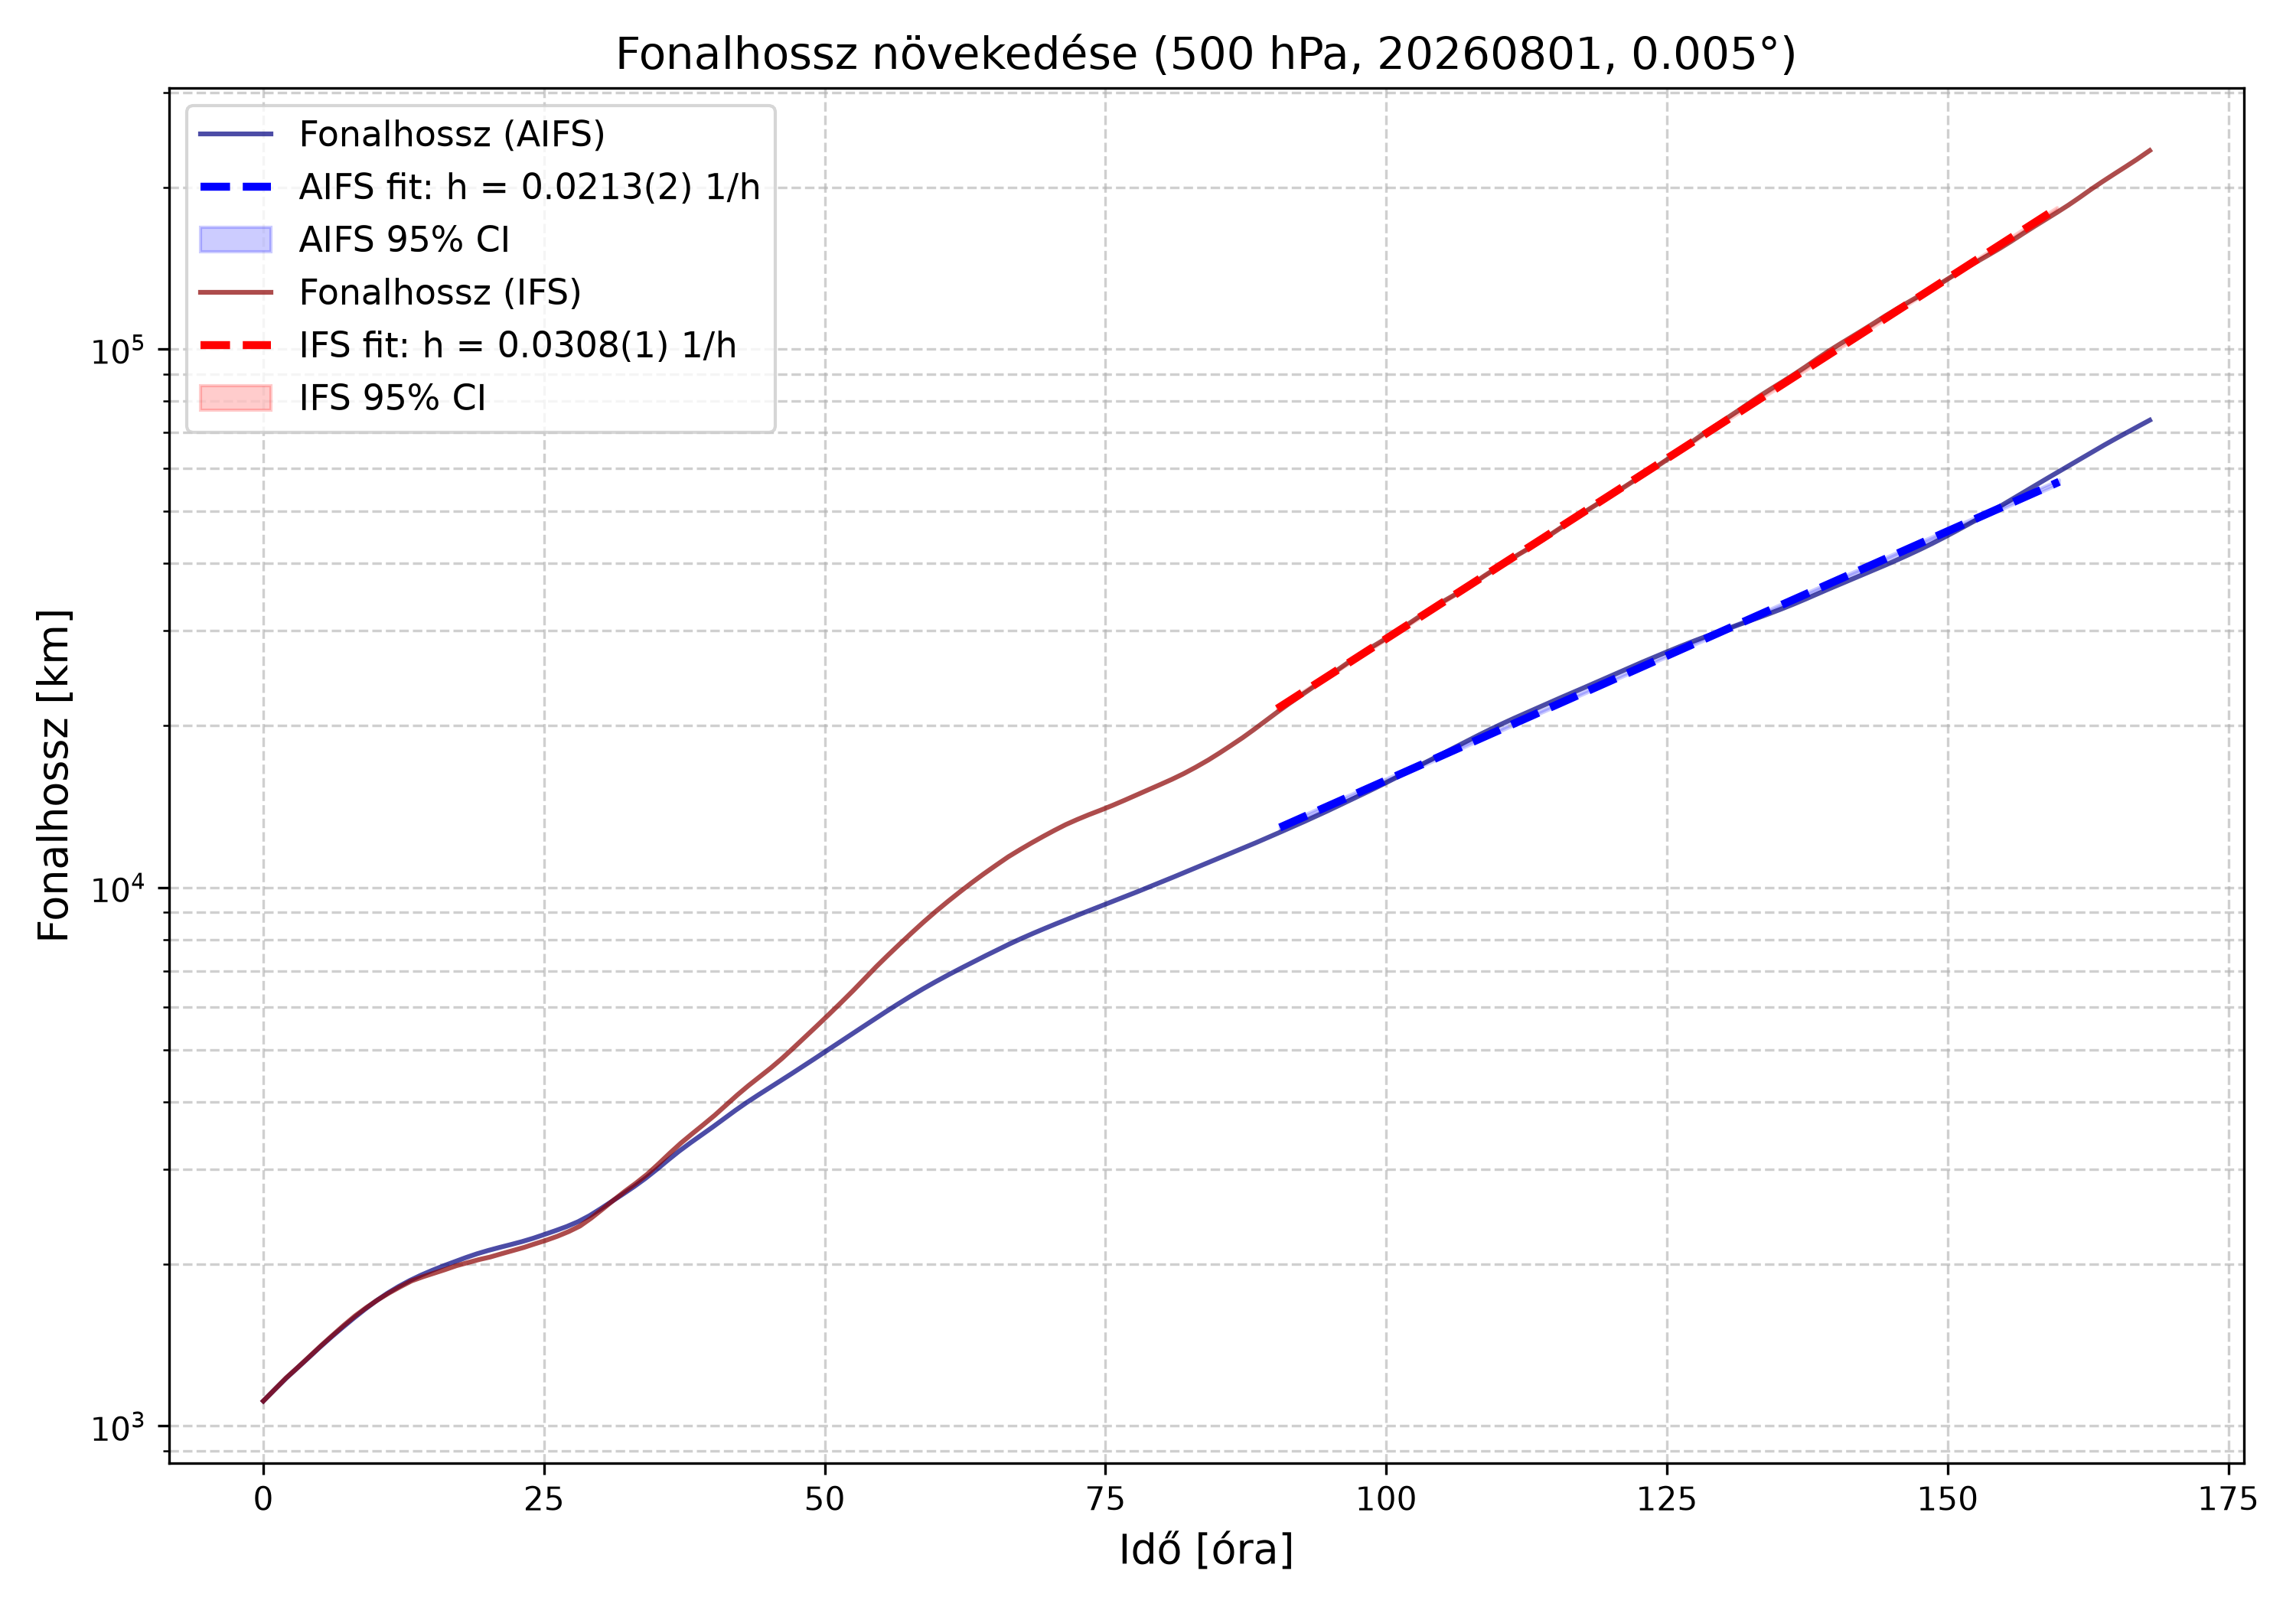 Fonalhossz növekedése (500 hPa, 20260801, 0.005°)
Fonalhossz (AIFS)
AIFS fit: h = 0.0213(2) 1/h
AIFS 95% CI
Fonalhossz (IFS)
IFS fit: h = 0.0308(1) 1/h
IFS 95% CI
Fonalhossz [km]
10⁵
10⁴
10³
0 25 50 75 100 125 150 175
Idő [óra]